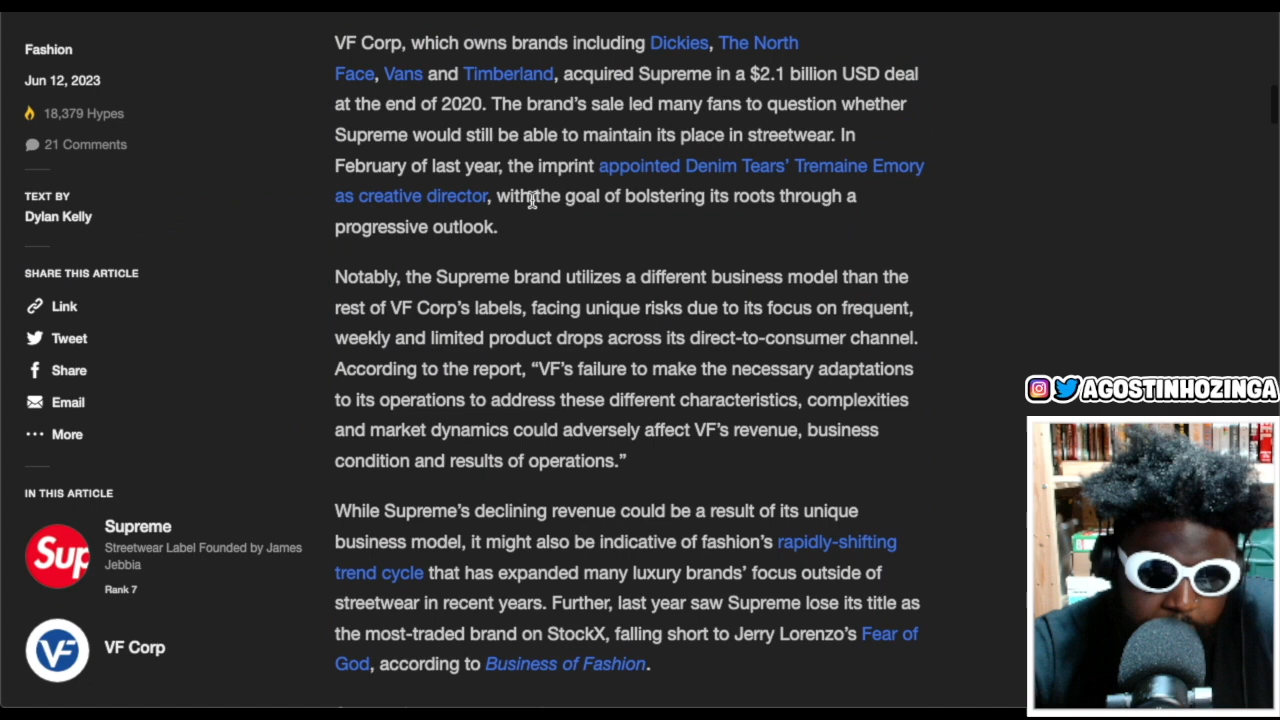 Fashion
Jun 12, 2023
18,379 Hypes
21 Comments
TEXT BY
Dylan Kelly
SHARE THIS ARTICLE
Link
Tweet
Share
Email
More
IN THIS ARTICLE
Sup
Supreme
Streetwear Label Founded by James
Jebbia
Rank 7
VF
VF Corp
VF Corp, which owns brands including Dickies, The North
Face, Vans and Timberland, acquired Supreme in a $2.1 billion USD deal
at the end of 2020. The brand’s sale led many fans to question whether
Supreme would still be able to maintain its place in streetwear. In
February of last year, the imprint appointed Denim Tears’ Tremaine Emory
as creative director, with the goal of bolstering its roots through a
progressive outlook.
Notably, the Supreme brand utilizes a different business model than the
rest of VF Corp’s labels, facing unique risks due to its focus on frequent,
weekly and limited product drops across its direct-to-consumer channel.
According to the report, “VF’s failure to make the necessary adaptations
to its operations to address these different characteristics, complexities
and market dynamics could adversely affect VF’s revenue, business
condition and results of operations.”
While Supreme’s declining revenue could be a result of its unique
business model, it might also be indicative of fashion’s rapidly-shifting
trend cycle that has expanded many luxury brands’ focus outside of
streetwear in recent years. Further, last year saw Supreme lose its title as
the most-traded brand on StockX, falling short to Jerry Lorenzo’s Fear of
God, according to Business of Fashion.
AGOSTINHOZINGA